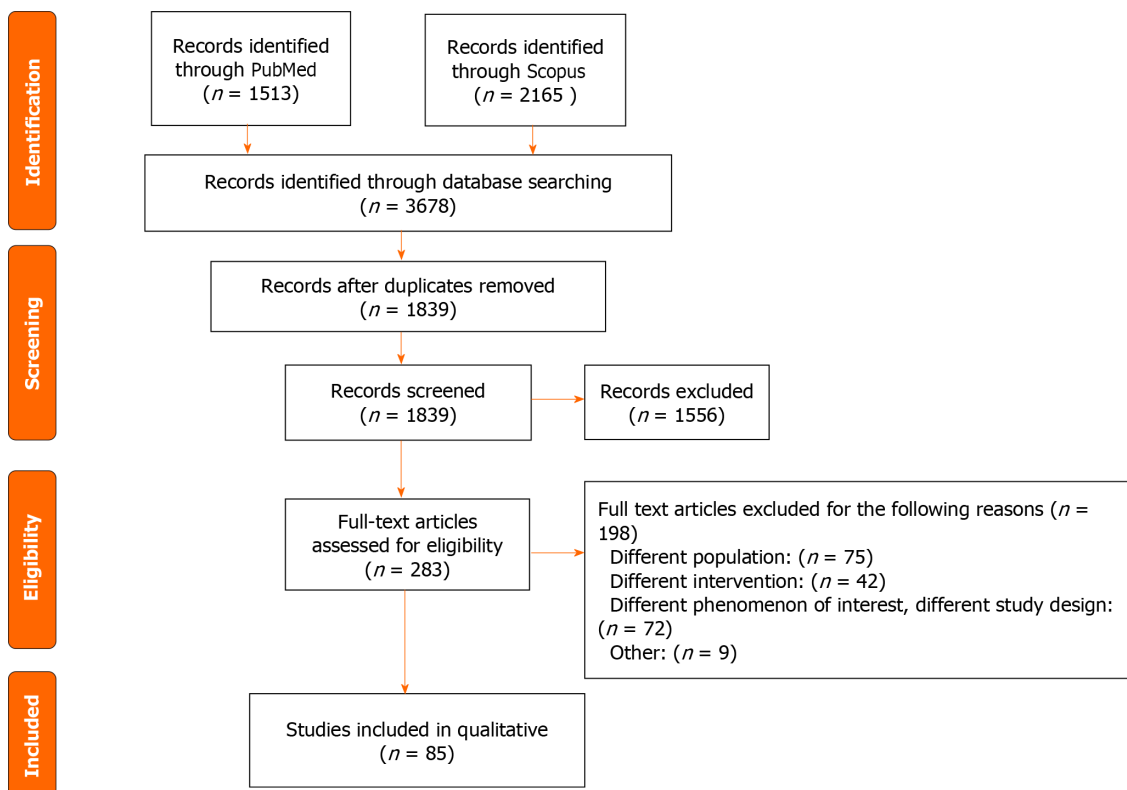 Identification
Records identified
through PubMed
(n = 1513)
Records identified
through Scopus
(n = 2165 )
Records identified through database searching
(n = 3678)
Screening
Records after duplicates removed
(n = 1839)
Records screened
(n = 1839)
Records excluded
(n = 1556)
Eligibility
Full-text articles
assessed for eligibility
(n = 283)
Full text articles excluded for the following reasons (n =
198)
Different population: (n = 75)
Different intervention: (n = 42)
Different phenomenon of interest, different study design:
(n = 72)
Other: (n = 9)
Included
Studies included in qualitative
(n = 85)